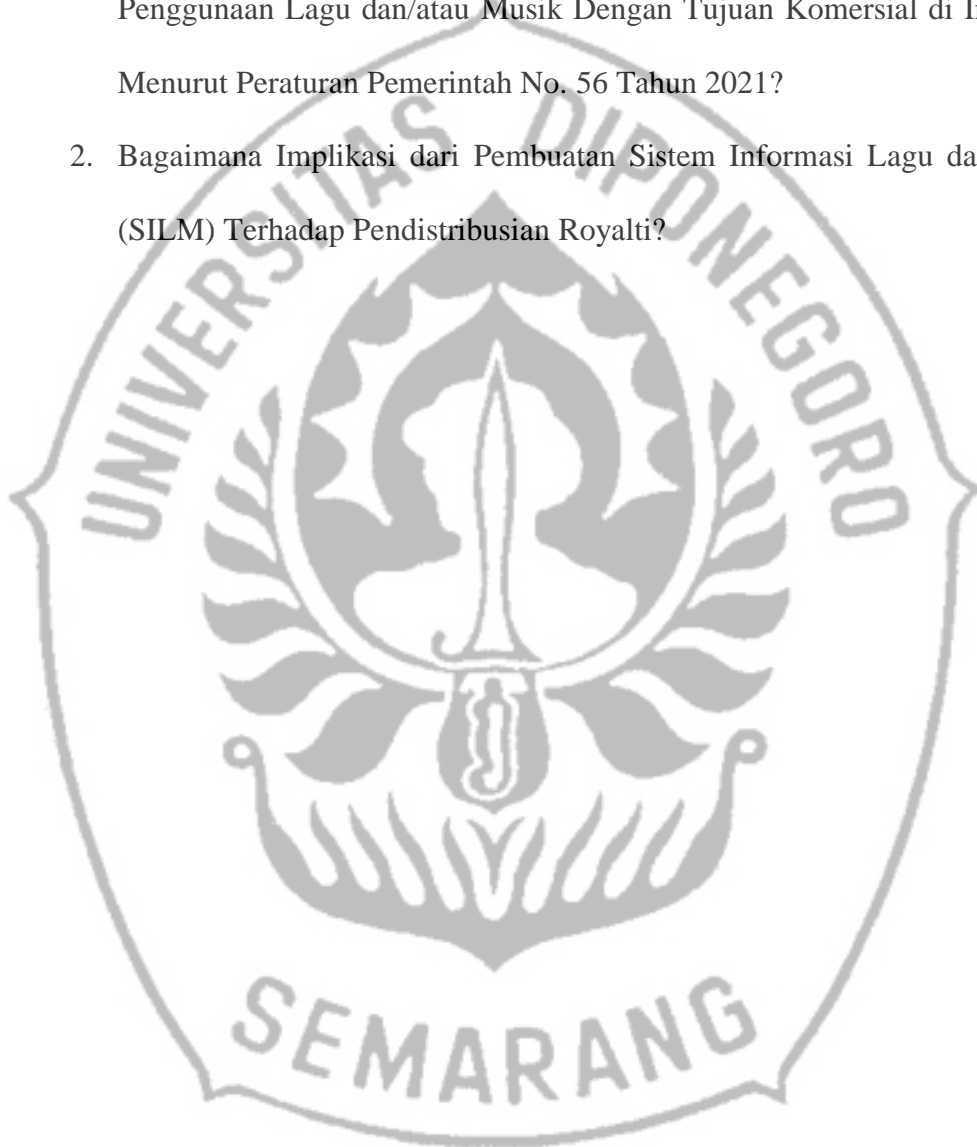 Penggunaan Lagu dan/atau Musik Dengan Tujuan Komersial di
Menurut Peraturan Pemerintah No. 56 Tahun 2021?
2. Bagaimana Implikasi dari Pembuatan Sistem Informasi Lagu
(SILM) Terhadap Pendistribusian Royalti?
UNIVERSITAS DIPONEGORO
SEMARANG